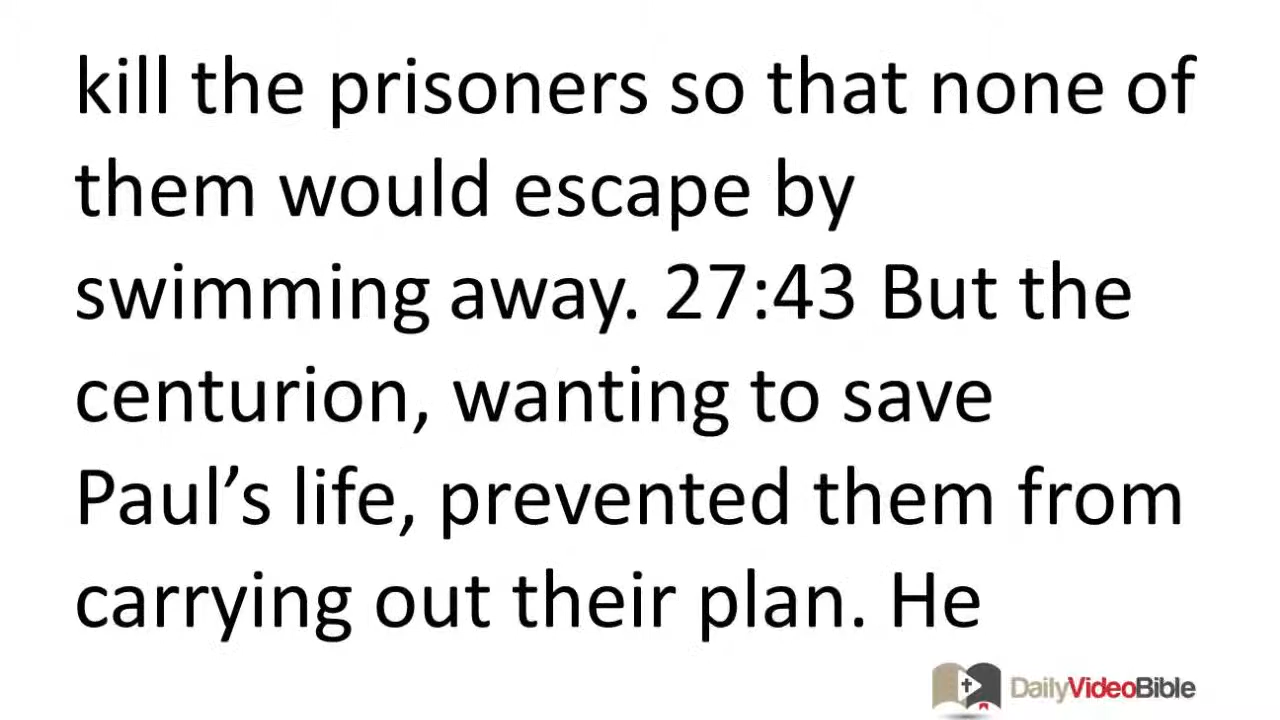 kill the prisoners so that none of
them would escape by
swimming away. 27:43 But the
centurion, wanting to save
Paul’s life, prevented them from
carrying out their plan. He
DailyVideoBible